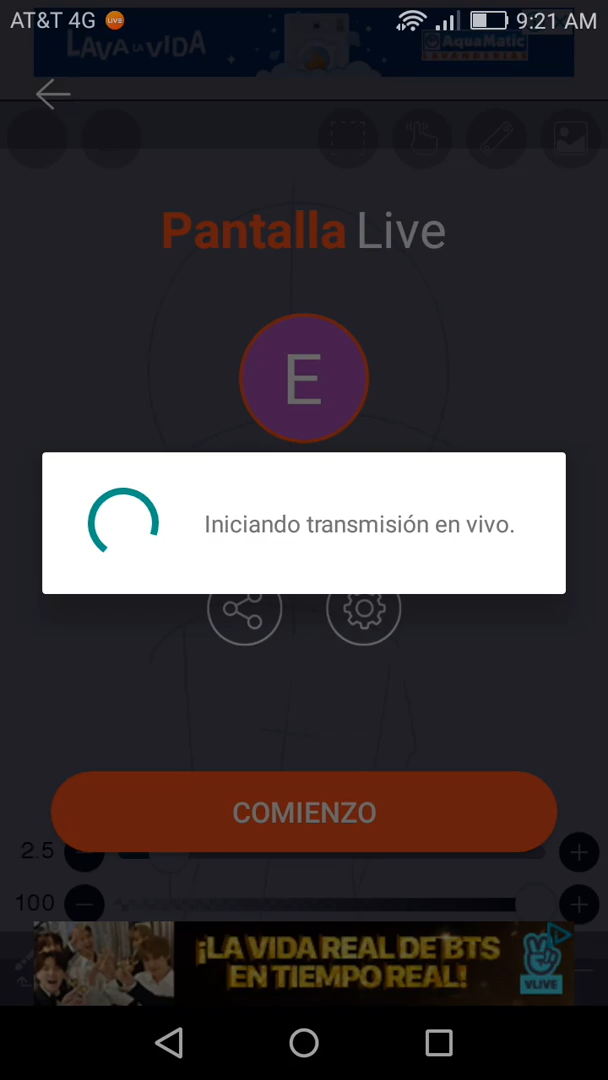 AT&T 4G LIVE 9:21 AM
LAVA LA VIDA
AquaMatic
LAVANDERIAS
Pantalla Live
E
Iniciando transmisión en vivo.
COMIENZO
2.5
100
¡LA VIDA REAL DE BTS
EN TIEMPO REAL!
VLIVE